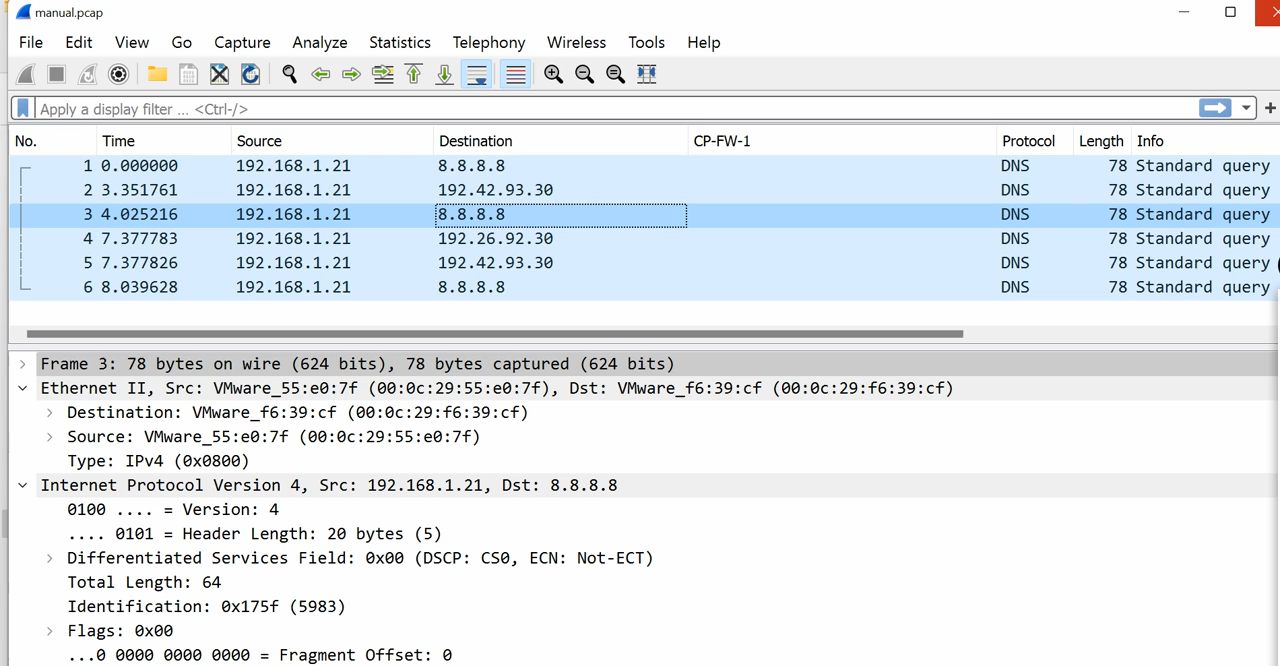 manual.pcap
File Edit View Go Capture Analyze Statistics Telephony Wireless Tools Help
Apply a display filter ... <Ctrl-/>
No. Time Source Destination CP-FW-1 Protocol Length Info
1 0.000000 192.168.1.21 8.8.8.8 DNS 78 Standard query
2 3.351761 192.168.1.21 192.42.93.30 DNS 78 Standard query
3 4.025216 192.168.1.21 8.8.8.8 DNS 78 Standard query
4 7.377783 192.168.1.21 192.26.92.30 DNS 78 Standard query
5 7.377826 192.168.1.21 192.42.93.30 DNS 78 Standard query
6 8.039628 192.168.1.21 8.8.8.8 DNS 78 Standard query
Frame 3: 78 bytes on wire (624 bits), 78 bytes captured (624 bits)
Ethernet II, Src: VMware_55:e0:7f (00:0c:29:55:e0:7f), Dst: VMware_f6:39:cf (00:0c:29:f6:39:cf)
Destination: VMware_f6:39:cf (00:0c:29:f6:39:cf)
Source: VMware_55:e0:7f (00:0c:29:55:e0:7f)
Type: IPv4 (0x0800)
Internet Protocol Version 4, Src: 192.168.1.21, Dst: 8.8.8.8
0100 .... = Version: 4
.... 0101 = Header Length: 20 bytes (5)
Differentiated Services Field: 0x00 (DSCP: CS0, ECN: Not-ECT)
Total Length: 64
Identification: 0x175f (5983)
Flags: 0x00
...0 0000 0000 0000 = Fragment Offset: 0